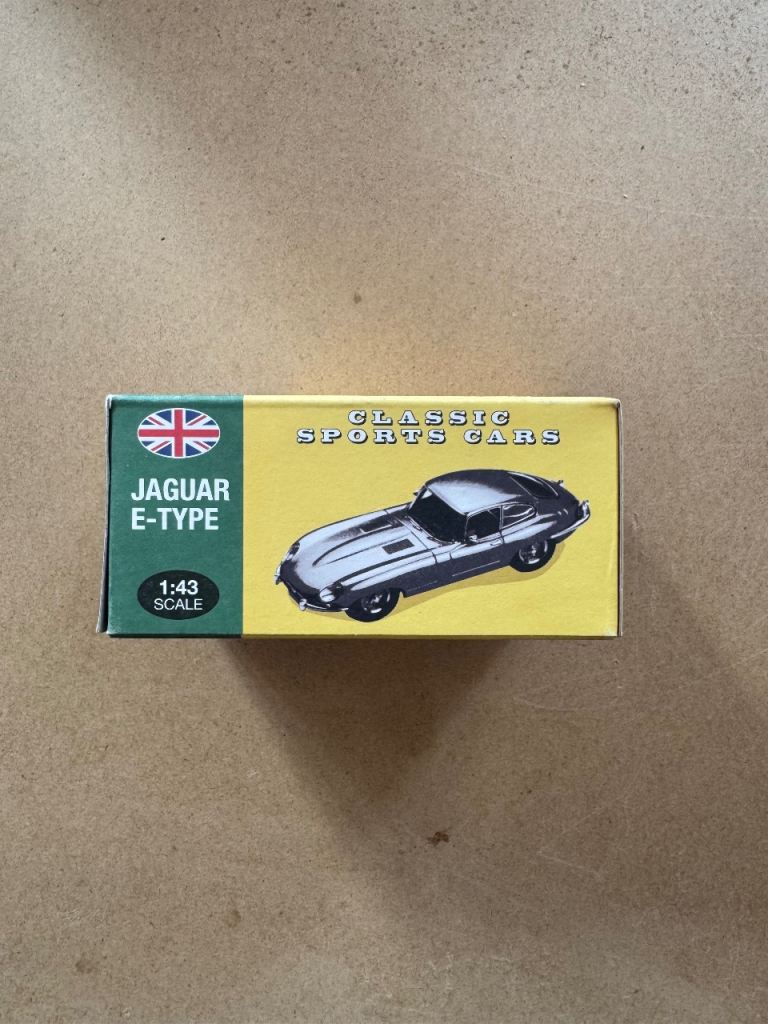 CLASSIC
SPORTS CARS
JAGUAR
E-TYPE
1:43
SCALE